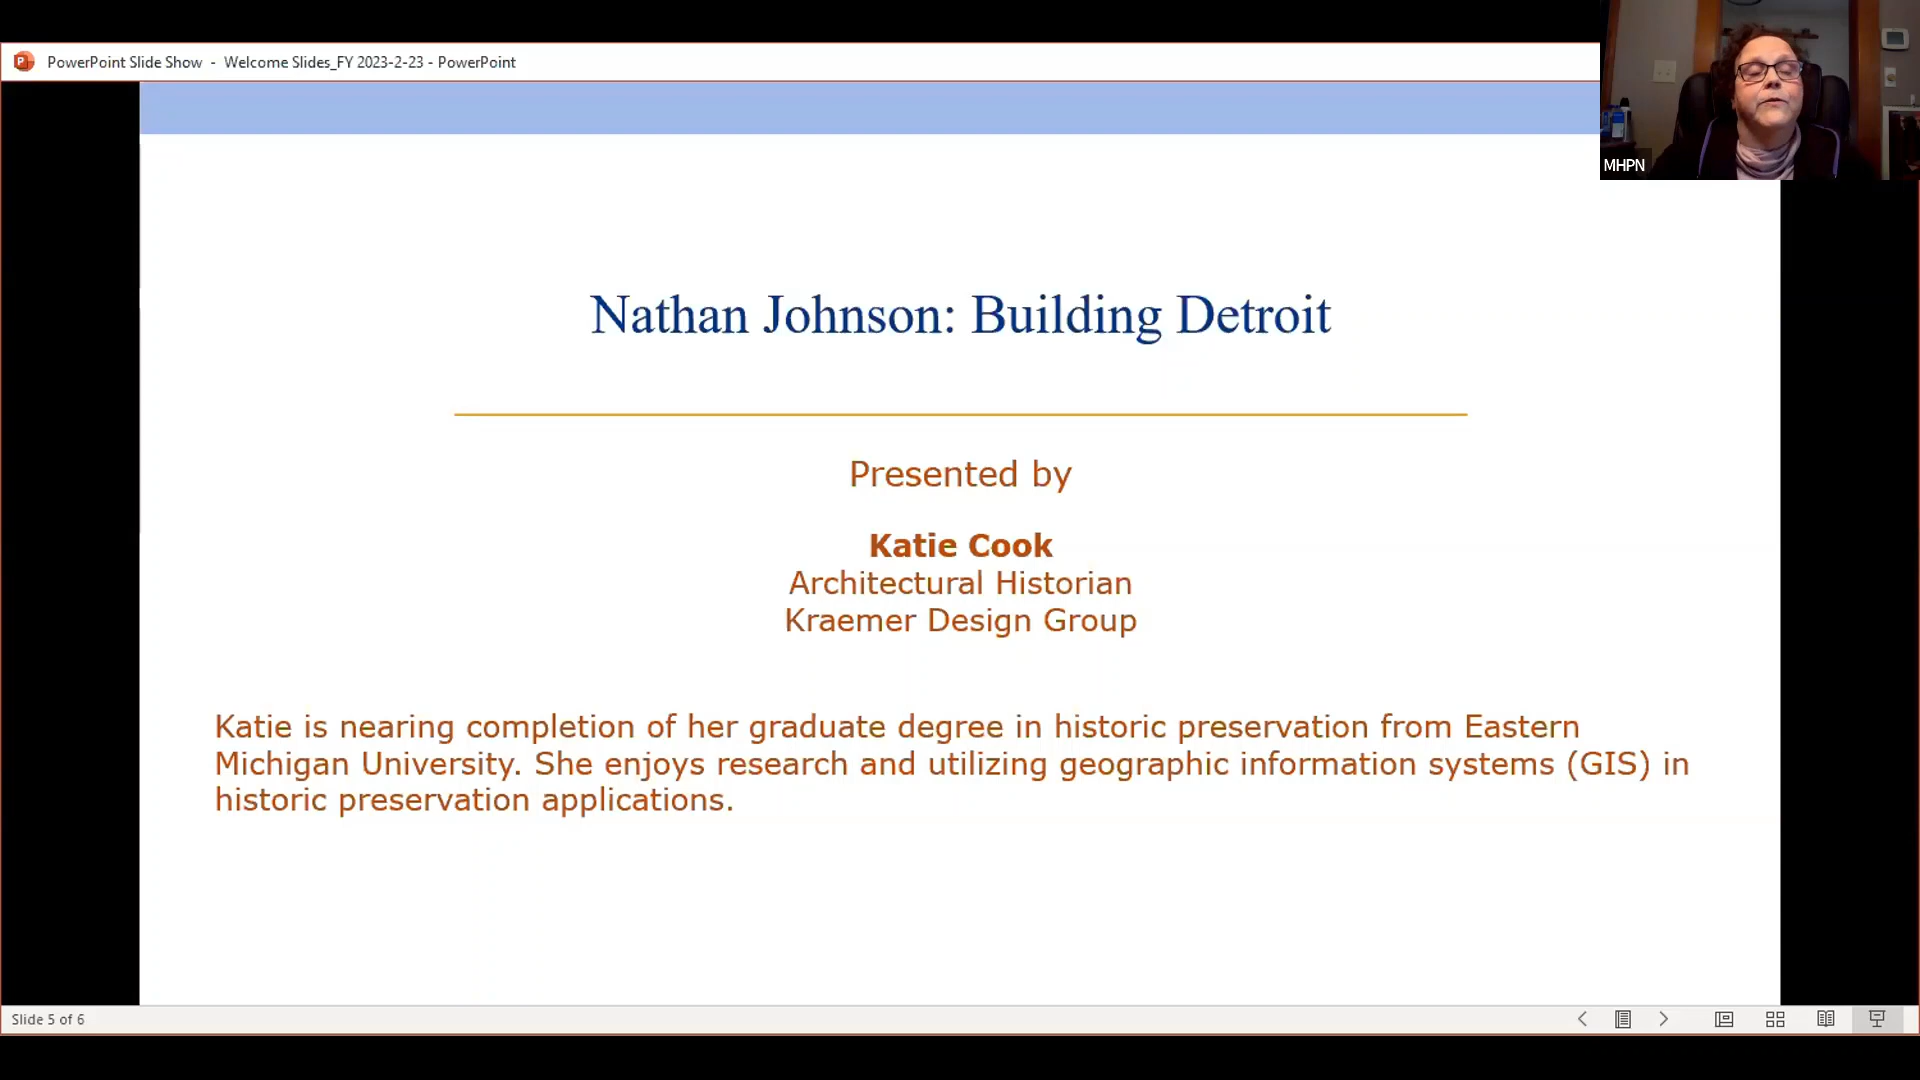 PowerPoint Slide Show - Welcome Slides_FY 2023-2-23 - PowerPoint
MHPN
Nathan Johnson: Building Detroit
Presented by
Katie Cook
Architectural Historian
Kraemer Design Group
Katie is nearing completion of her graduate degree in historic preservation from Eastern
Michigan University. She enjoys research and utilizing geographic information systems (GIS) in
historic preservation applications.
Slide 5 of 6